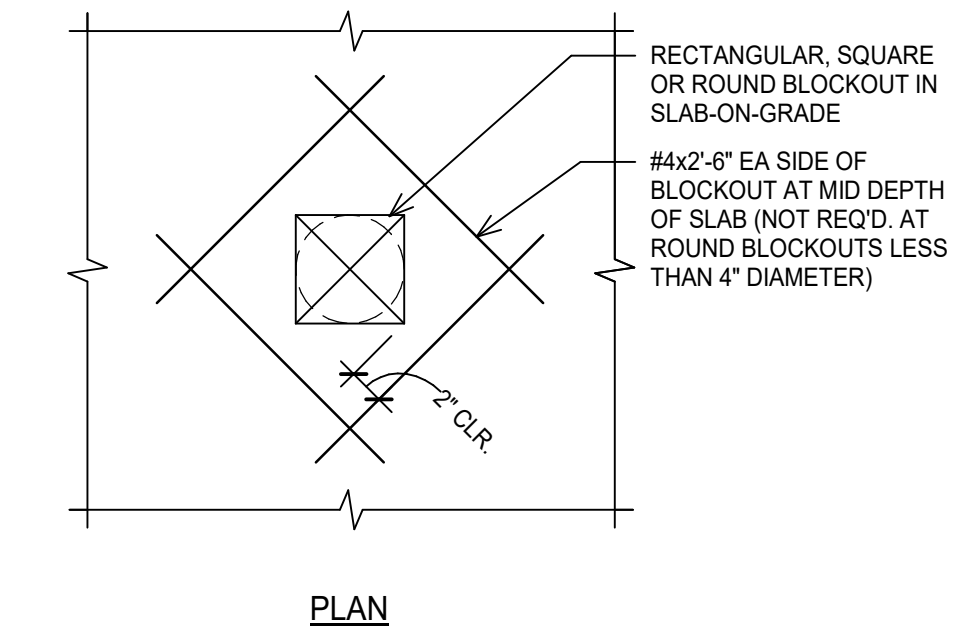 RECTANGULAR, SQUARE
OR ROUND BLOCKOUT IN
SLAB-ON-GRADE
#4x2'-6" EA SIDE OF
BLOCKOUT AT MID DEPTH
OF SLAB (NOT REQ'D. AT
ROUND BLOCKOUTS LESS
THAN 4" DIAMETER)
2" CLR.
PLAN